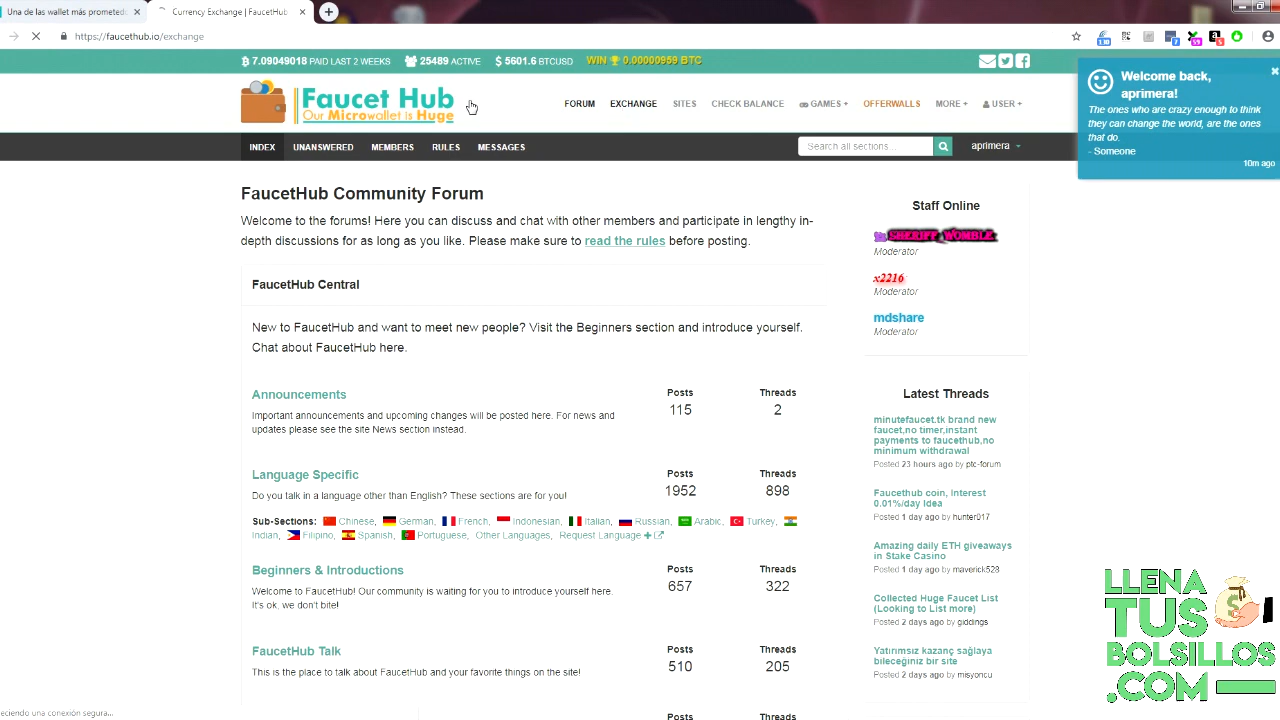 Una de las wallet más prometed
Currency Exchange | FaucetHub
https://faucethub.io/exchange
7.09049018 PAID LAST 2 WEEKS
25489 ACTIVE
$ 5601.6 BTCUSD
WIN 0.00000959 BTC
Faucet Hub
Our Microwallet is Huge
FORUM
EXCHANGE
SITES
CHECK BALANCE
GAMES +
OFFERWALLS
MORE +
USER +
Welcome back,
aprimera!
The ones who are crazy enough to think
they can change the world, are the ones
that do.
- Someone
10m ago
INDEX
UNANSWERED
MEMBERS
RULES
MESSAGES
Search all sections...
aprimera
FaucetHub Community Forum
Welcome to the forums! Here you can discuss and chat with other members and participate in lengthy in-
depth discussions for as long as you like. Please make sure to read the rules before posting.
FaucetHub Central
New to FaucetHub and want to meet new people? Visit the Beginners section and introduce yourself.
Chat about FaucetHub here.
Announcements
Important announcements and upcoming changes will be posted here. For news and
updates please see the site News section instead.
Posts
115
Threads
2
Language Specific
Do you talk in a language other than English? These sections are for you!
Posts
1952
Threads
898
Sub-Sections: Chinese, German, French, Indonesian, Italian, Russian, Arabic, Turkey,
Indian, Filipino, Spanish, Portuguese, Other Languages, Request Language +
Beginners & Introductions
Welcome to FaucetHub! Our community is waiting for you to introduce yourself here.
It's ok, we don't bite!
Posts
657
Threads
322
FaucetHub Talk
This is the place to talk about FaucetHub and your favorite things on the site!
Posts
510
Threads
205
Posts
Threads
Staff Online
SHERIFF WOMBLE
Moderator
x2216
Moderator
mdshare
Moderator
Latest Threads
minutefaucet.tk brand new
faucet,no timer,instant
payments to faucethub,no
minimum withdrawal
Posted 23 hours ago by ptc-forum
Faucethub coin, Interest
0.01%/day Idea
Posted 1 day ago by hunter017
Amazing daily ETH giveaways
in Stake Casino
Posted 1 day ago by maverick528
Collected Huge Faucet List
(Looking to List more)
Posted 2 days ago by giddings
Yatırımsız kazanç sağlaya
bileceğiniz bir site
Posted 2 days ago by misyoncu
LLENA
TUS
BOLSILLOS
.COM
eciendo una conexión segura...